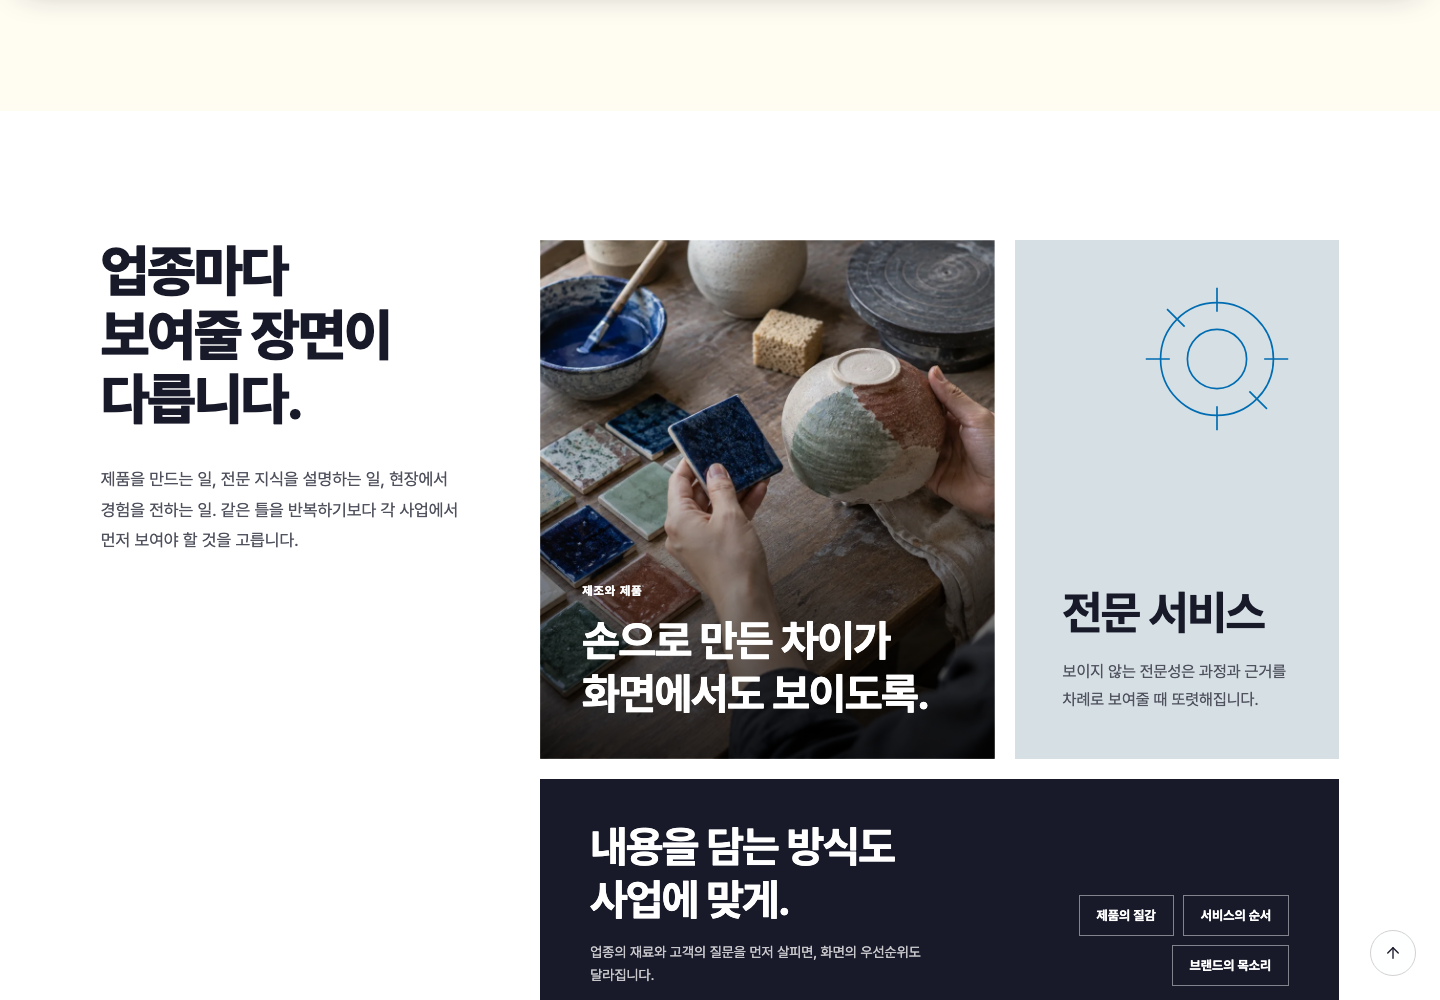 업종마다
보여줄 장면이
다릅니다.
제품을 만드는 일, 전문 지식을 설명하는 일, 현장에서
경험을 전하는 일. 같은 틀을 반복하기보다 각 사업에서
먼저 보여야 할 것을 고릅니다.
제조와 제품
손으로 만든 차이가
화면에서도 보이도록.
전문 서비스
보이지 않는 전문성은 과정과 근거를
차례로 보여줄 때 또렷해집니다.
내용을 담는 방식도
사업에 맞게.
업종의 재료와 고객의 질문을 먼저 살피면, 화면의 우선순위도
달라집니다.
제품의 질감
서비스의 순서
브랜드의 목소리